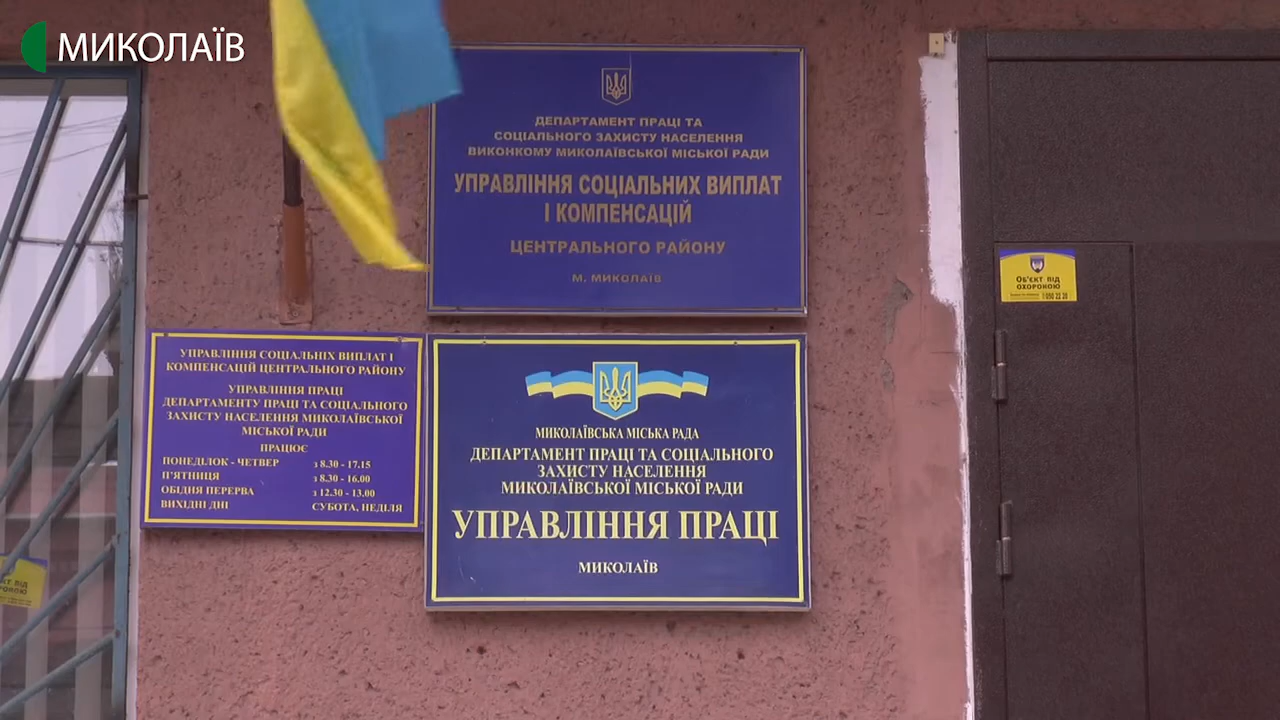 МИКОЛАЇВ
ДЕПАРТАМЕНТ ПРАЦІ ТА
СОЦІАЛЬНОГО ЗАХИСТУ НАСЕЛЕННЯ
ВИКОНКОМУ МИКОЛАЇВСЬКОЇ МІСЬКОЇ РАДИ
УПРАВЛІННЯ СОЦІАЛЬНИХ ВИПЛАТ
І КОМПЕНСАЦІЙ
ЦЕНТРАЛЬНОГО РАЙОНУ
М. МИКОЛАЇВ
УПРАВЛІННЯ СОЦІАЛЬНІХ ВИПЛАТ І
КОМПЕНСАЦІЙ ЦЕНТРАЛЬНОГО РАЙОНУ
УПРАВЛІННЯ ПРАЦІ
ДЕПАРТАМЕНТУ ПРАЦІ ТА СОЦІАЛЬНОГО
ЗАХИСТУ НАСЕЛЕННЯ МИКОЛАЇВСЬКОЇ
МІСЬКОЇ РАДИ
ПРАЦЮЄ
ПОНЕДІЛОК - ЧЕТВЕР з 8.30 - 17.15
П'ЯТНИЦЯ з 8.30 - 16.00
ОБІДНЯ ПЕРЕРВА з 12.30 - 13.00
ВИХІДНІ ДНІ СУБОТА, НЕДІЛЯ
МИКОЛАЇВСЬКА МІСЬКА РАДА
ДЕПАРТАМЕНТ ПРАЦІ ТА СОЦІАЛЬНОГО
ЗАХИСТУ НАСЕЛЕННЯ
МИКОЛАЇВСЬКОЇ МІСЬКОЇ РАДИ
УПРАВЛІННЯ ПРАЦІ
МИКОЛАЇВ
Об'єкт під
охороною